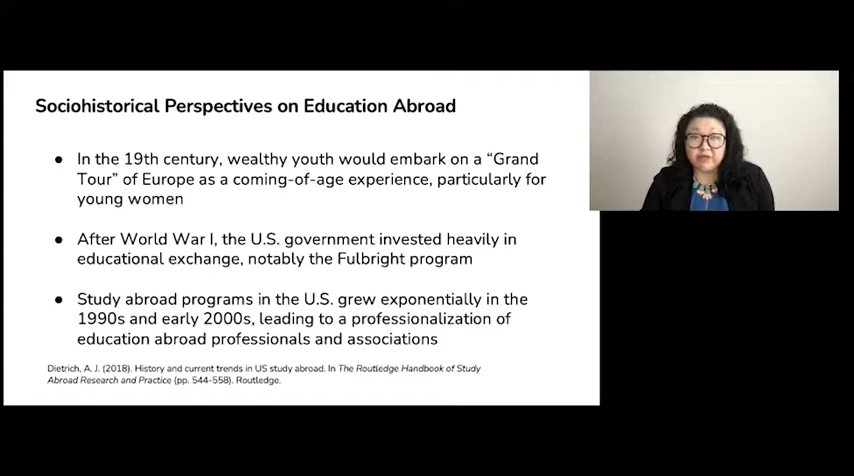 Sociohistorical Perspectives on Education Abroad
● In the 19th century, wealthy youth would embark on a “Grand
Tour” of Europe as a coming-of-age experience, particularly for
young women
● After World War I, the U.S. government invested heavily in
educational exchange, notably the Fulbright program
● Study abroad programs in the U.S. grew exponentially in the
1990s and early 2000s, leading to a professionalization of
education abroad professionals and associations
Dietrich, A. J. (2018). History and current trends in US study abroad. In The Routledge Handbook of Study
Abroad Research and Practice (pp. 544-558). Routledge.